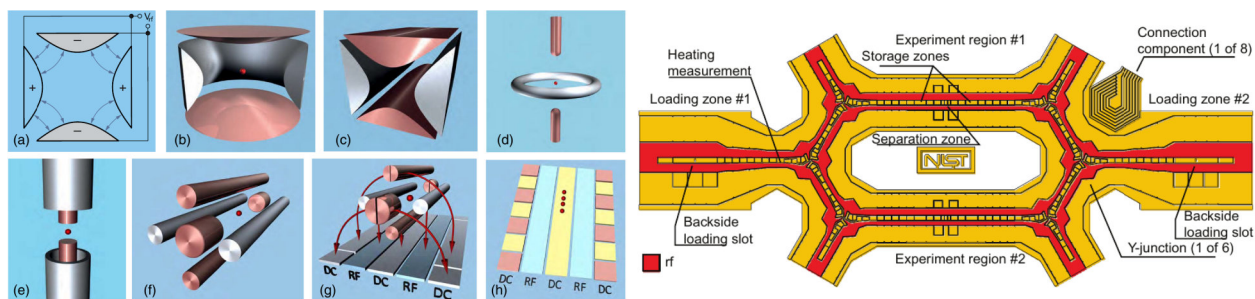 V_rf
−
+
+
−
(a)
(b)
(c)
(d)
(e)
(f)
DC
RF
DC
RF
DC
(g)
DC
RF
DC
RF
DC
(h)
Heating
measurement
Experiment region #1
Storage zones
Connection
component (1 of 8)
Loading zone #1
Loading zone #2
Separation zone
NIST
Backside
loading slot
Backside
loading slot
Y-junction (1 of 6)
rf
Experiment region #2